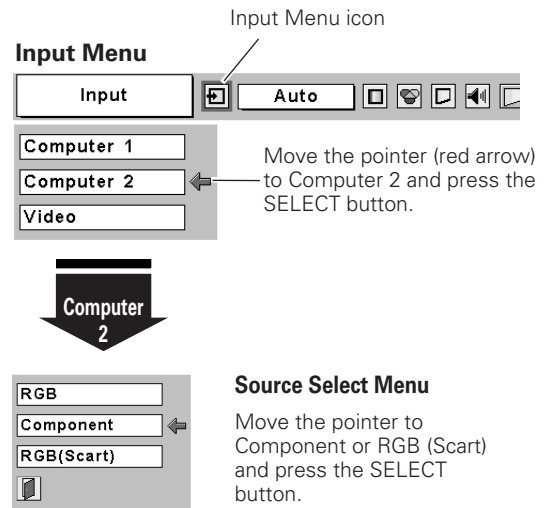 Input Menu icon
Input Menu
Input
Auto
Computer 1
Computer 2
Video
Move the pointer (red arrow)
to Computer 2 and press the
SELECT button.
Computer
2
RGB
Component
RGB(Scart)
Source Select Menu
Move the pointer to
Component or RGB (Scart)
and press the SELECT
button.